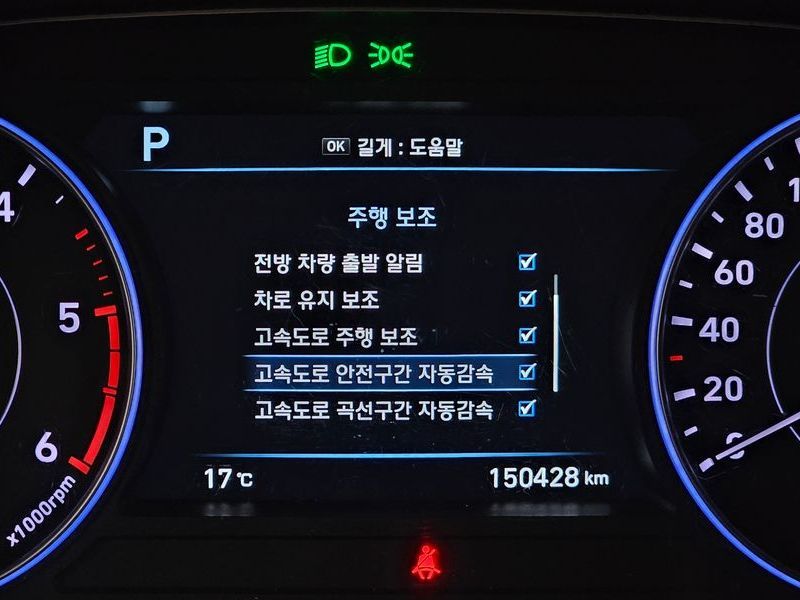 P
OK 길게 : 도움말
주행 보조
전방 차량 출발 알림
차로 유지 보조
고속도로 주행 보조
고속도로 안전구간 자동감속
고속도로 곡선구간 자동감속
17℃
150428 km
4
5
6
x1000rpm
80
60
40
20
0